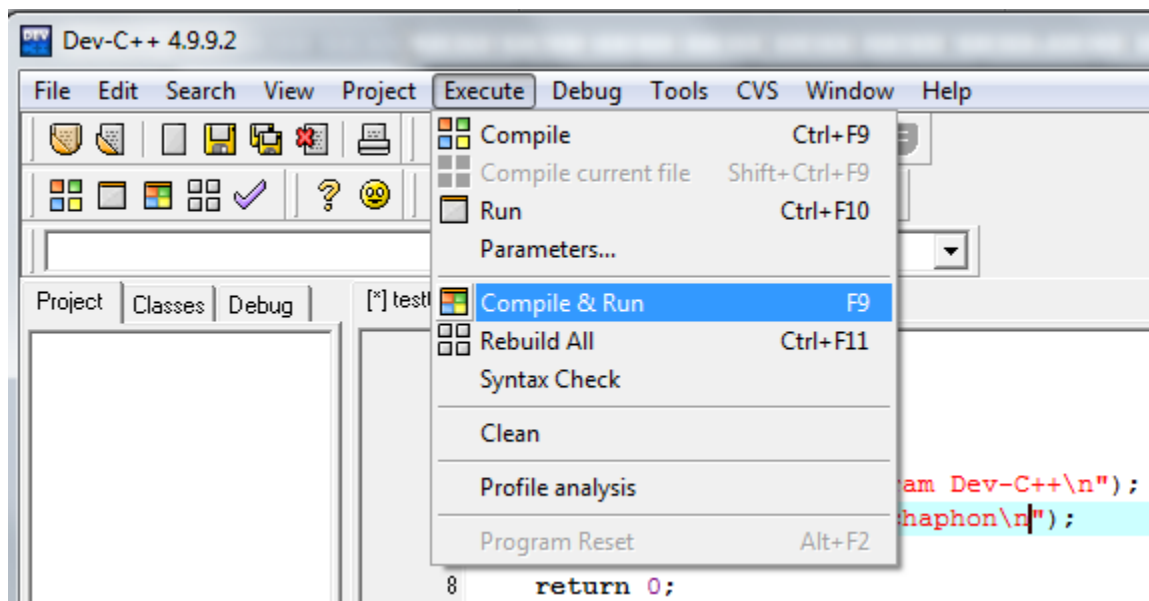 Dev-C++ 4.9.9.2
File Edit Search View Project Execute Debug Tools CVS Window Help
Compile Ctrl+F9
Compile current file Shift+Ctrl+F9
Run Ctrl+F10
Parameters...
Project Classes Debug [*] test
Compile & Run F9
Rebuild All Ctrl+F11
Syntax Check
Clean
Profile analysis
am Dev-C++\n");
haphon\n");
Program Reset Alt+F2
8 return 0;